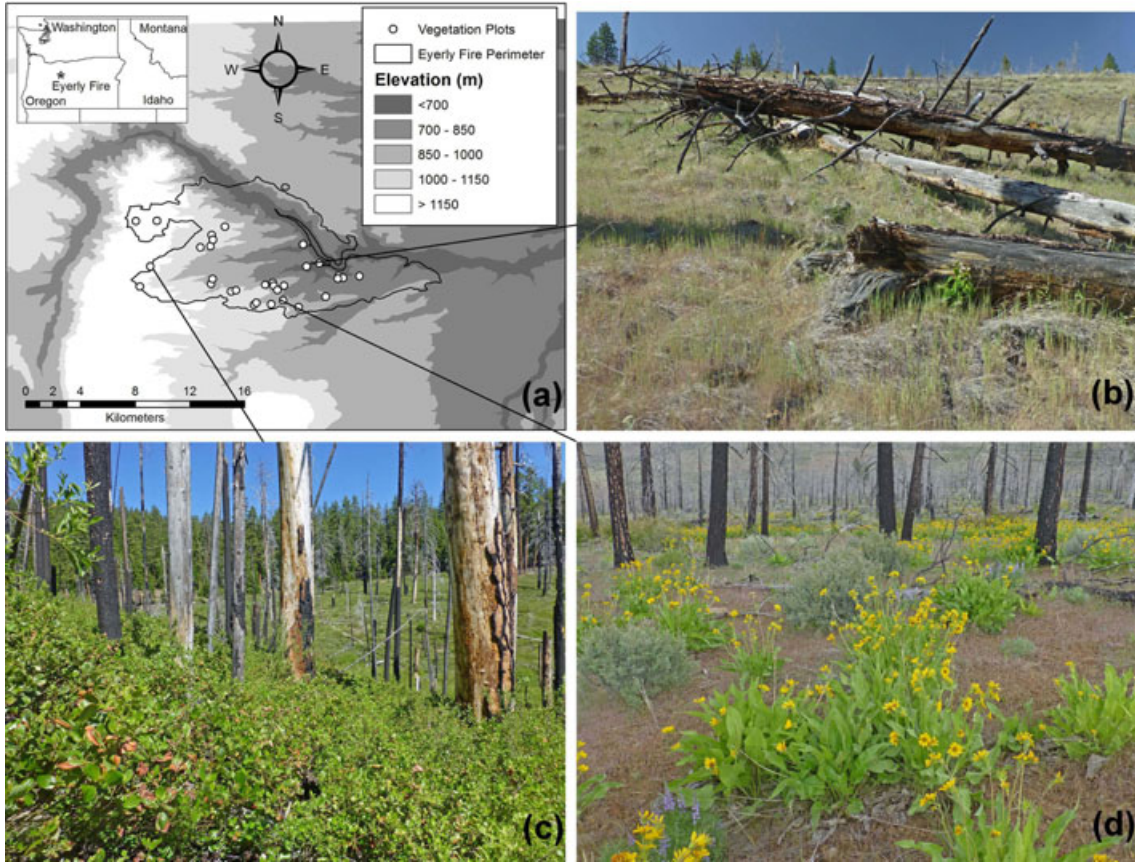 Washington
Montana
Eyerly Fire
Oregon
Idaho
N
W
E
S
Vegetation Plots
Eyerly Fire Perimeter
Elevation (m)
<700
700 - 850
850 - 1000
1000 - 1150
> 1150
0 4 8 12 16
Kilometers
(a)
(b)
(c)
(d)